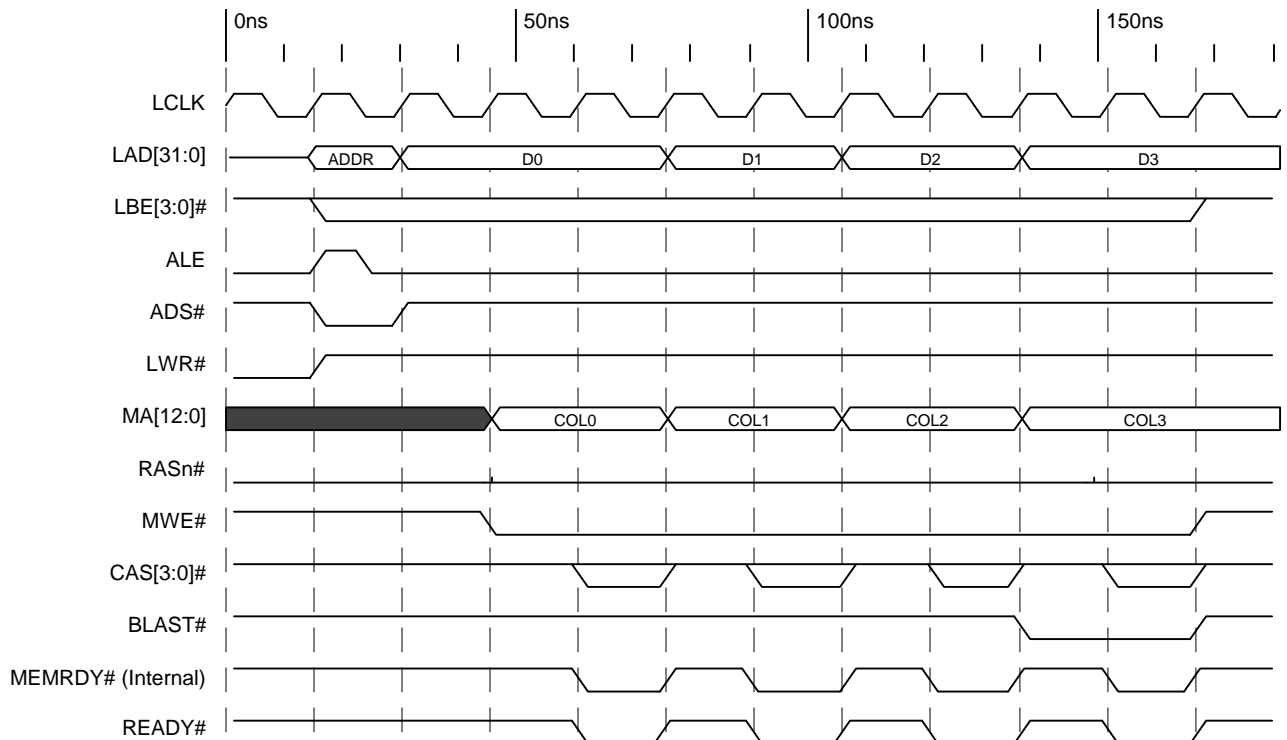 0ns 50ns 100ns 150ns
LCLK
LAD[31:0] ADDR D0 D1 D2 D3
LBE[3:0]#
ALE
ADS#
LWR#
MA[12:0] COL0 COL1 COL2 COL3
RASn#
MWE#
CAS[3:0]#
BLAST#
MEMRDY# (Internal)
READY#